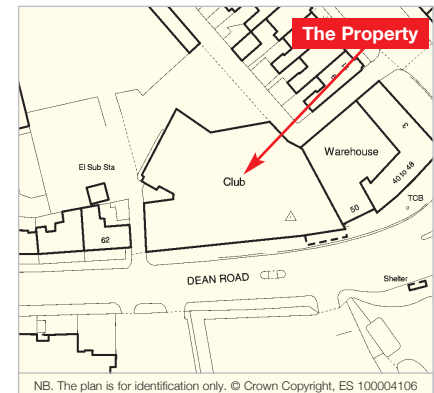 The Property
3
Warehouse
El Sub Sta
Club
40 to 48
TCB
50
62
DEAN ROAD
Shelter
NB. The plan is for identification only. © Crown Copyright, ES 100004106